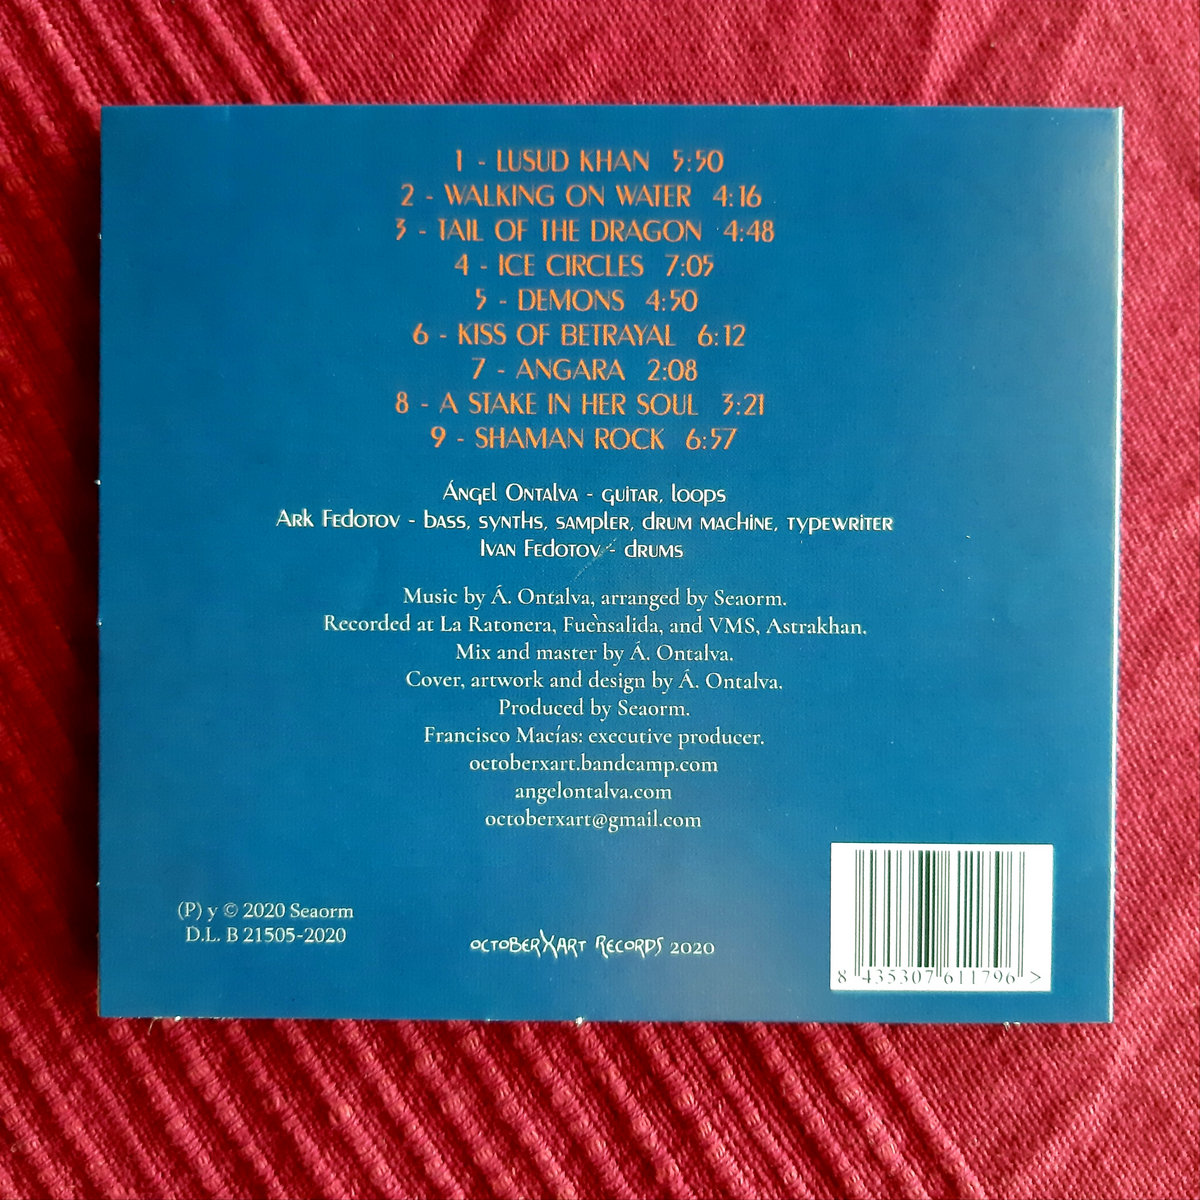 1 - LUSUD KHAN 5:50
2 - WALKING ON WATER 4:16
3 - TAIL OF THE DRAGON 4:48
4 - ICE CIRCLES 7:05
5 - DEMONS 4:50
6 - KISS OF BETRAYAL 6:12
7 - ANGARA 2:08
8 - A STAKE IN HER SOUL 3:21
9 - SHAMAN ROCK 6:57
Ángel Ontalva - guitar, loops
Ark Fedotov - bass, synths, sampler, drum machine, typewriter
Ivan Fedotov - drums
Music by Á. Ontalva, arranged by Seaorm.
Recorded at La Ratonera, Fuensalida, and VMS, Astrakhan.
Mix and master by Á. Ontalva.
Cover, artwork and design by Á. Ontalva.
Produced by Seaorm.
Francisco Macías: executive producer.
octoberxart.bandcamp.com
angelontalva.com
octoberxart@gmail.com
(P) y © 2020 Seaorm
D.L. B 21505-2020
OCTOBERXART RECORDS 2020
8 435307 611796 >